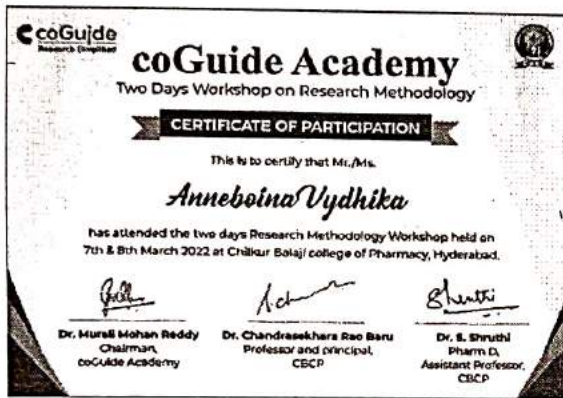 coGuide
Research Simplified
coGuide Academy
Two Days Workshop on Research Methodology
CERTIFICATE OF PARTICIPATION
This is to certify that Mr./Ms.
Anneboina Vydhika
has attended the two days Research Methodology Workshop held on
7th & 8th March 2022 at Chilkur Balaji college of Pharmacy, Hyderabad.
Shruthi
Dr. Murali Mohan Reddy
Chairman,
coGuide Academy
Dr. Chandrasekhara Rao Baru
Professor and principal,
CBCP
Dr. S. Shruthi
Pharm D,
Assistant Professor,
CBCP